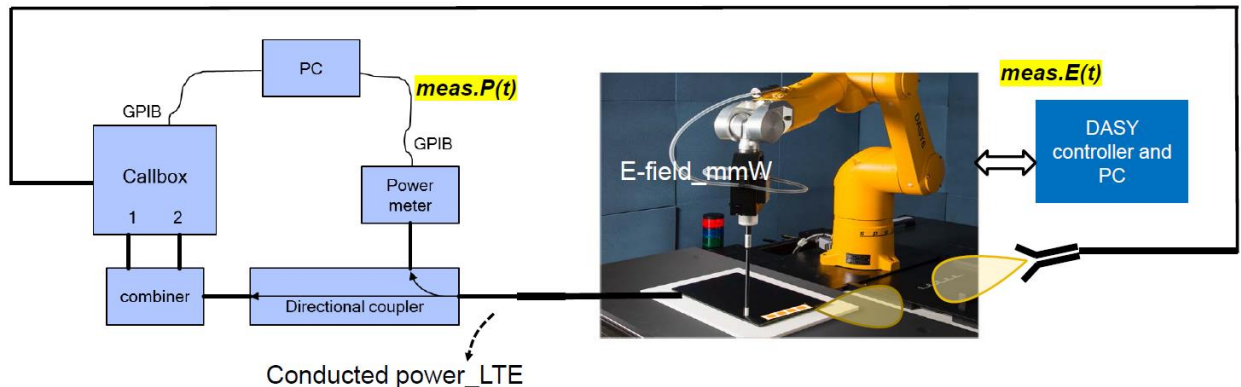 PC
meas.P(t)
GPIB
GPIB
Callbox
1 2
Power
meter
combiner
Directional coupler
Conducted power_LTE
E-field_mmW
DASY6
meas.E(t)
DASY
controller and
PC